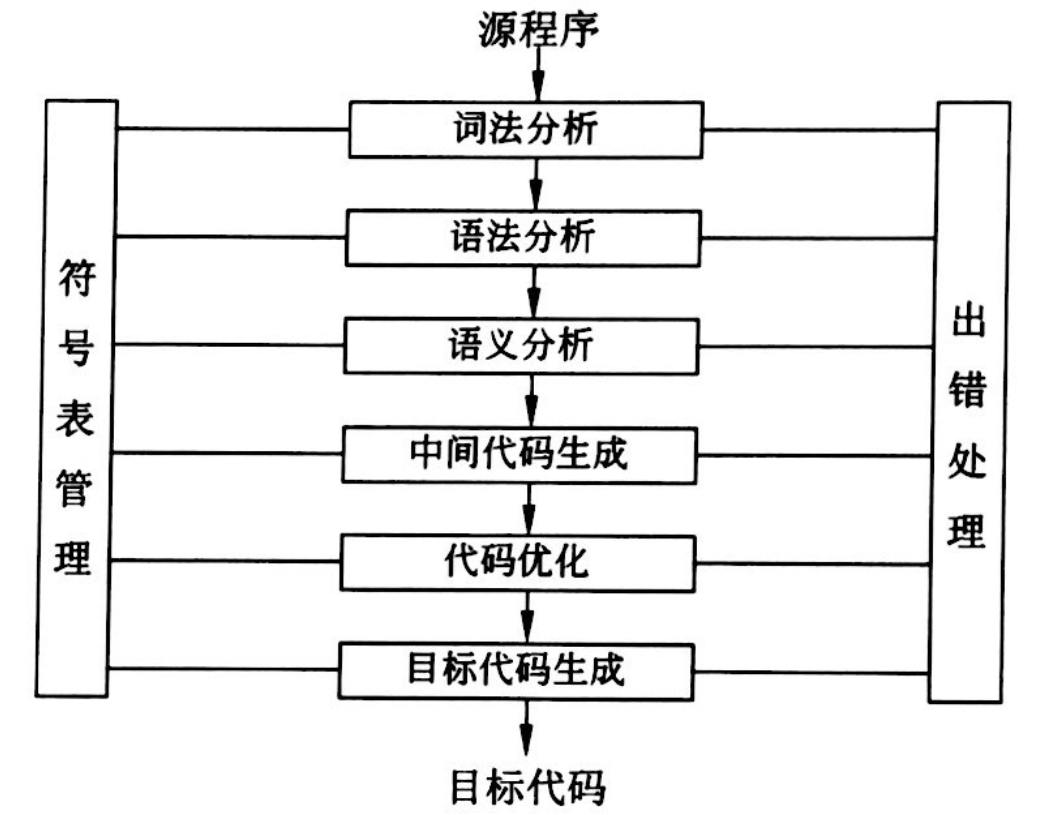 源程序
词法分析
语法分析
语义分析
中间代码生成
代码优化
目标代码生成
目标代码
符号表管理
出错处理